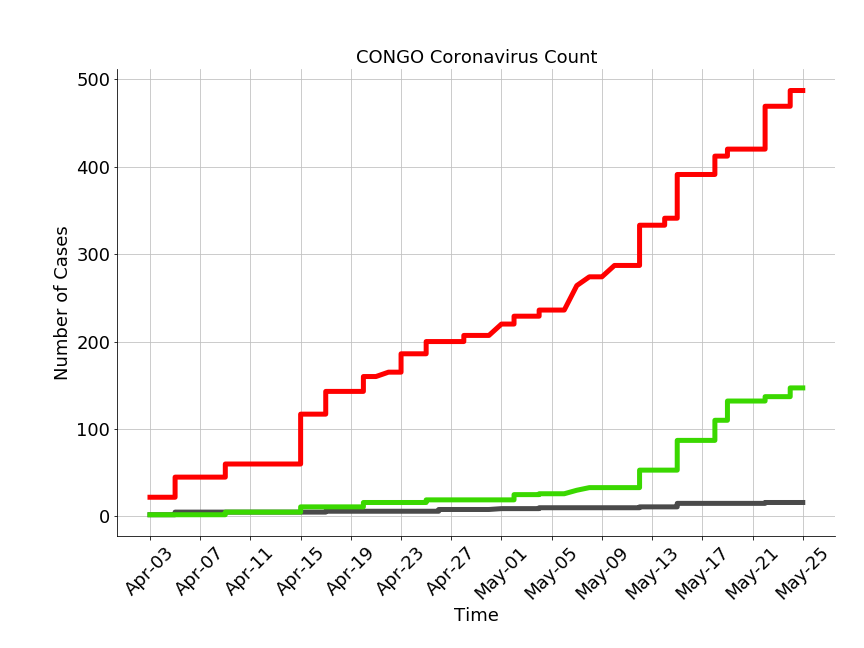 CONGO Coronavirus Count
500
400
300
200
100
0
Number of Cases
Apr-03
Apr-07
Apr-11
Apr-15
Apr-19
Apr-23
Apr-27
May-01
May-05
May-09
May-13
May-17
May-21
May-25
Time